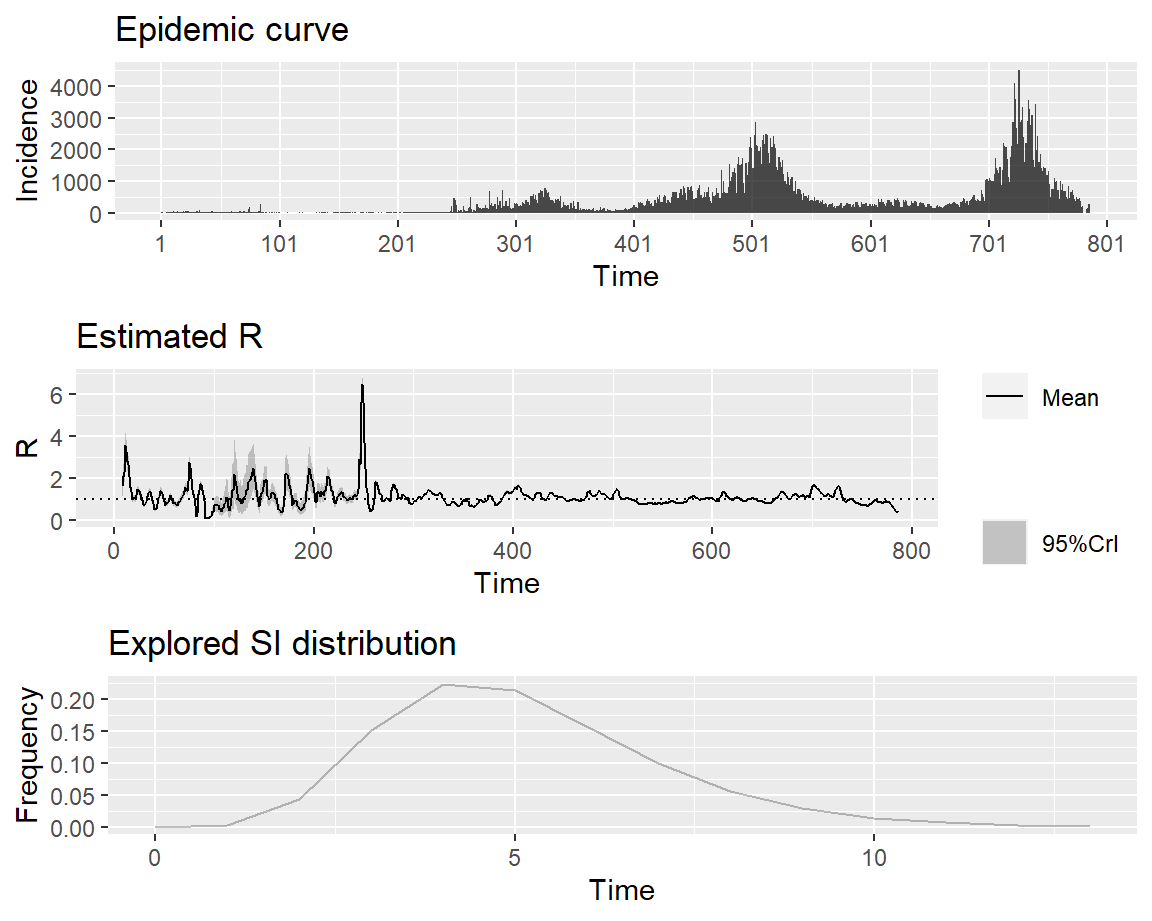 Epidemic curve
Incidence
4000
3000
2000
1000
0
1 101 201 301 401 501 601 701 801
Time
Estimated R
R
6
4
2
0
0 200 400 600 800
Time
Mean
95%CrI
Explored SI distribution
Frequency
0.20
0.15
0.10
0.05
0.00
0 5 10
Time